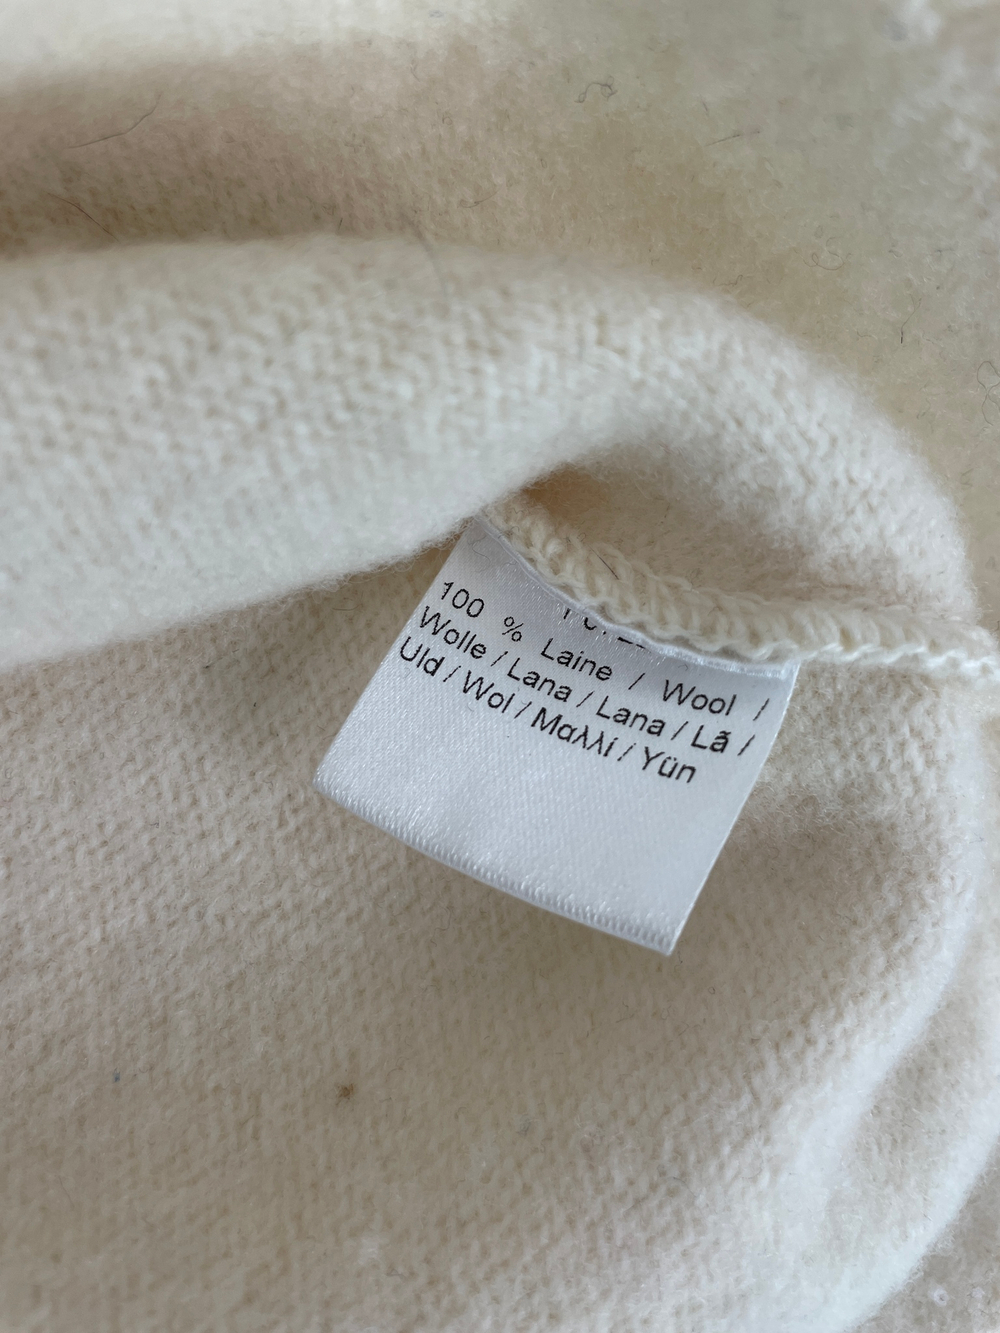 100 % Laine / Wool /
Wolle / Lana / Lana / Lã /
Uld / Wol / Μαλλί / Yün